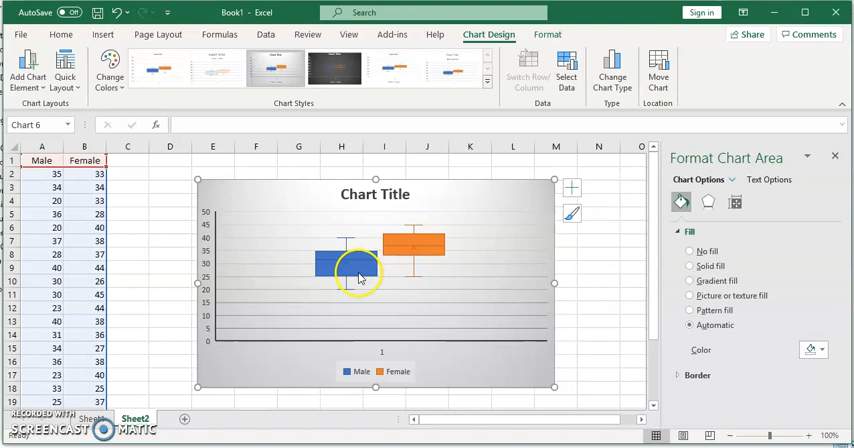 AutoSave Off Book1 - Excel Search Sign in
File Home Insert Page Layout Formulas Data Review View Add-ins Help Chart Design Format Share Comments
Add Chart Element Quick Layout Change Colors Switch Row/Column Select Data Change Chart Type Move Chart
Chart Layouts Chart Styles Data Type Location
Chart 6 fx
A B C D E F G H I J K L M N O
1 Male Female
2 35 33
3 34 34
4 20 33
5 36 28
6 20 40
7 37 38
8 28 37
9 40 44
10 30 26
11 30 45
12 23 44
13 40 38
14 31 36
15 34 27
16 36 38
17 23 40
18 33 25
19 25 37
Chart Title
50
45
40
35
30
25
20
15
10
5
0
1
Male Female
Format Chart Area
Chart Options Text Options
Fill
No fill
Solid fill
Gradient fill
Picture or texture fill
Pattern fill
Automatic
Color
Border
Sheet1 Sheet2
RECORDED WITH
SCREENCAST MATIC
Ready 100%